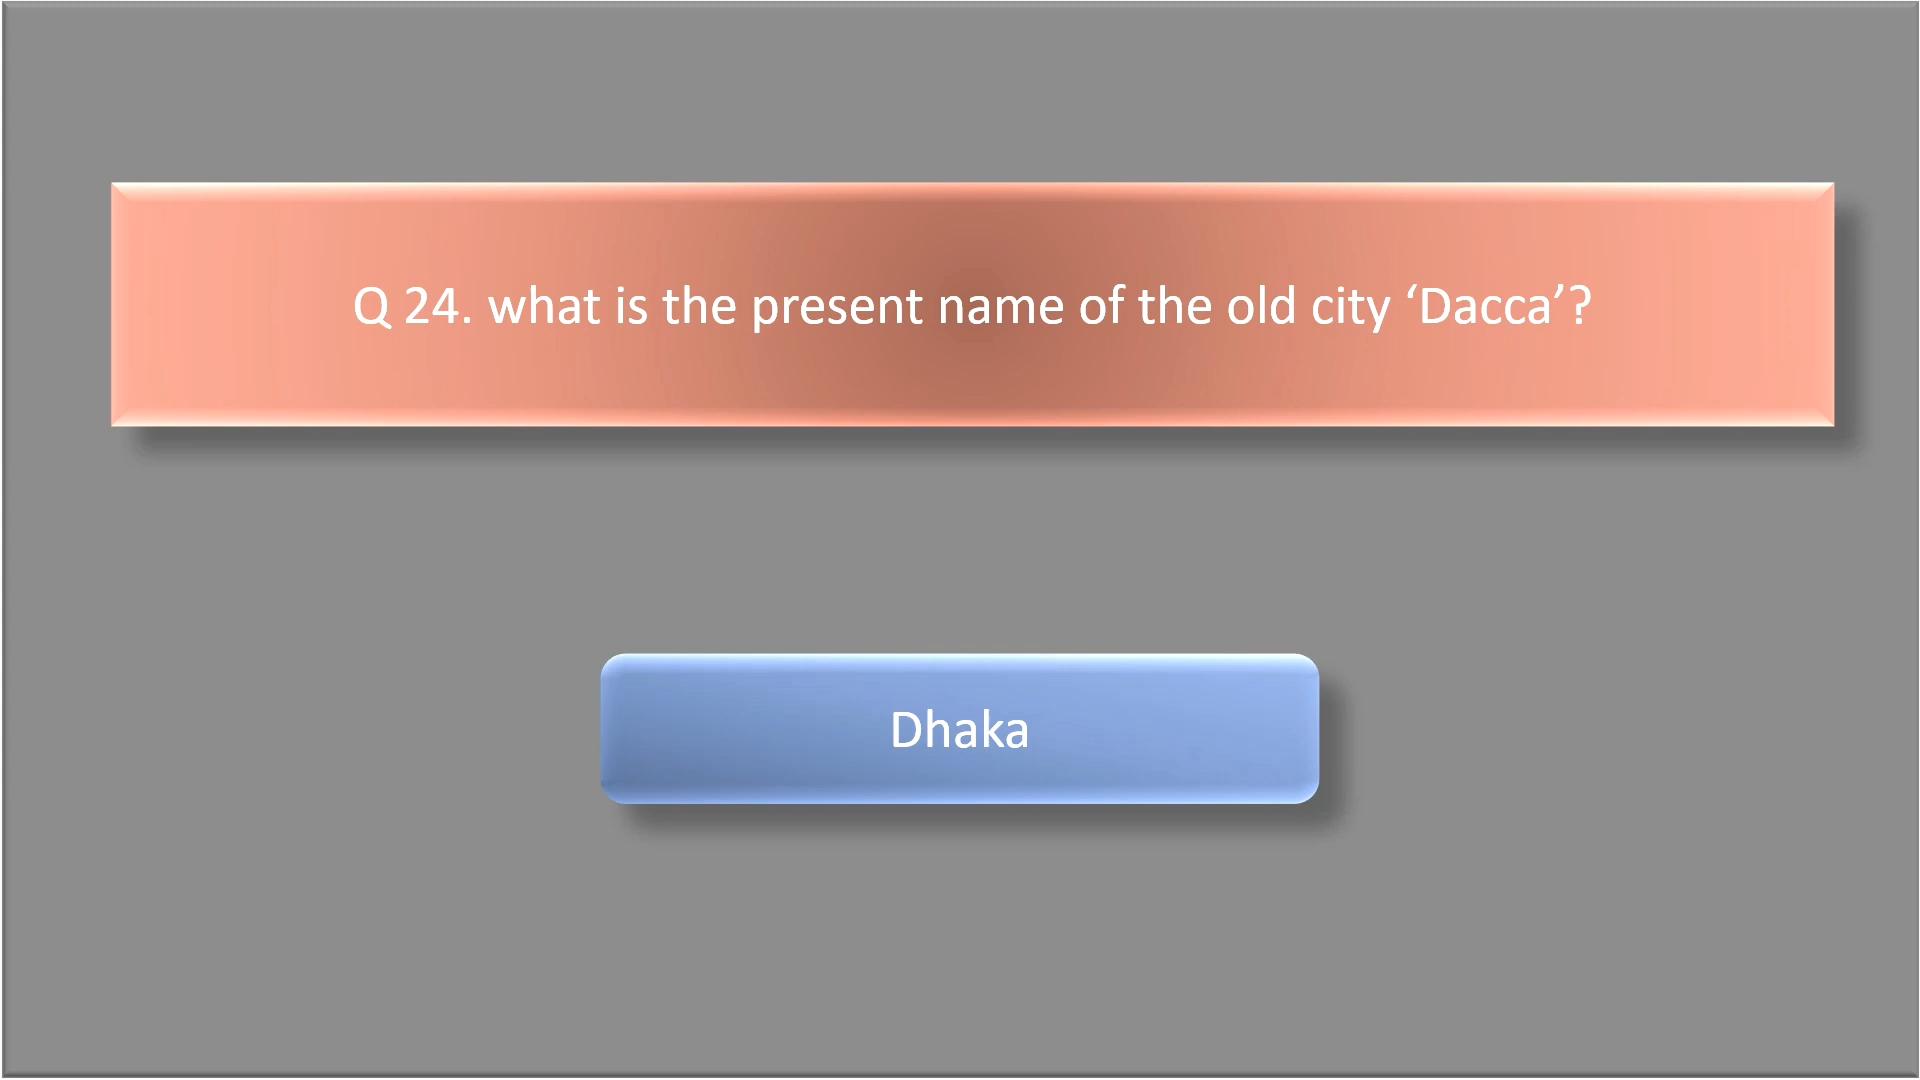 Q 24. what is the present name of the old city ‘Dacca’?
Dhaka